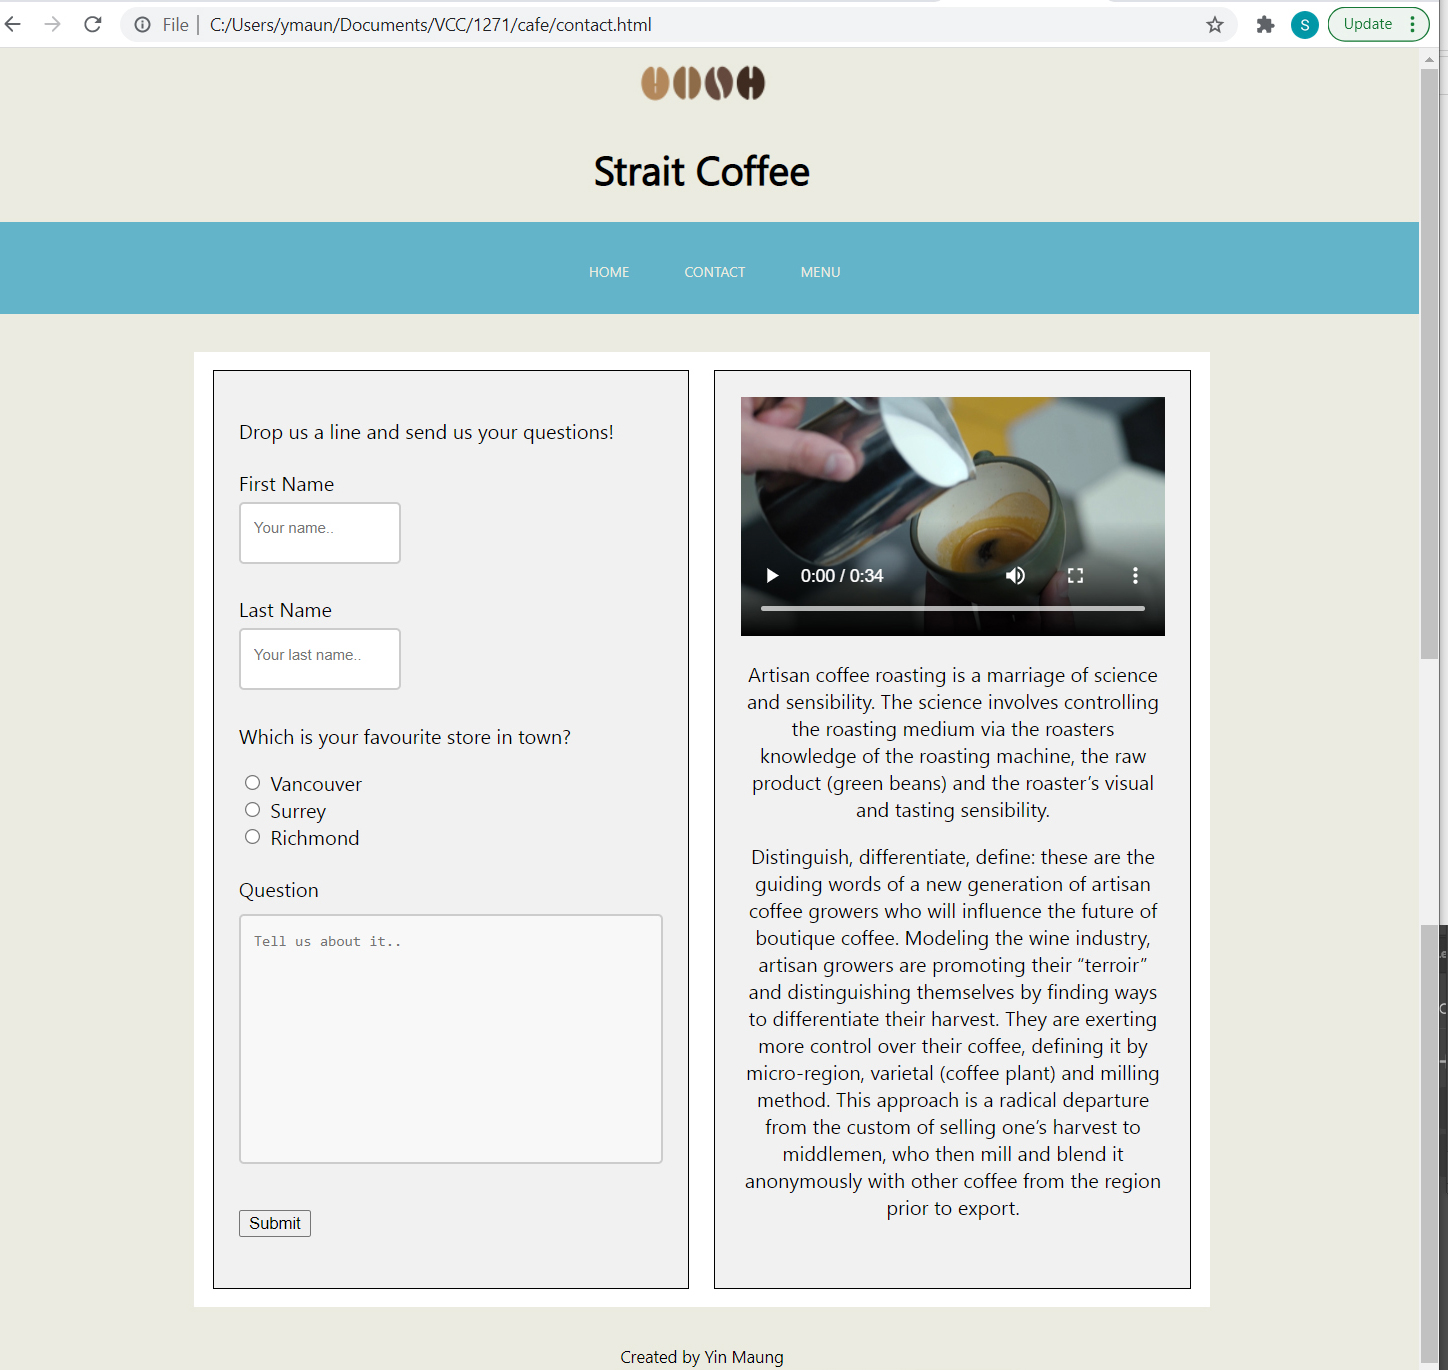 File | C:/Users/ymaun/Documents/VCC/1271/cafe/contact.html
S
Update
Strait Coffee
HOME CONTACT MENU
Drop us a line and send us your questions!
First Name
Your name..
Last Name
Your last name..
Which is your favourite store in town?
Vancouver
Surrey
Richmond
Question
Tell us about it..
Submit
0:00 / 0:34
Artisan coffee roasting is a marriage of science
and sensibility. The science involves controlling
the roasting medium via the roasters
knowledge of the roasting machine, the raw
product (green beans) and the roaster’s visual
and tasting sensibility.
Distinguish, differentiate, define: these are the
guiding words of a new generation of artisan
coffee growers who will influence the future of
boutique coffee. Modeling the wine industry,
artisan growers are promoting their “terroir”
and distinguishing themselves by finding ways
to differentiate their harvest. They are exerting
more control over their coffee, defining it by
micro-region, varietal (coffee plant) and milling
method. This approach is a radical departure
from the custom of selling one’s harvest to
middlemen, who then mill and blend it
anonymously with other coffee from the region
prior to export.
Created by Yin Maung